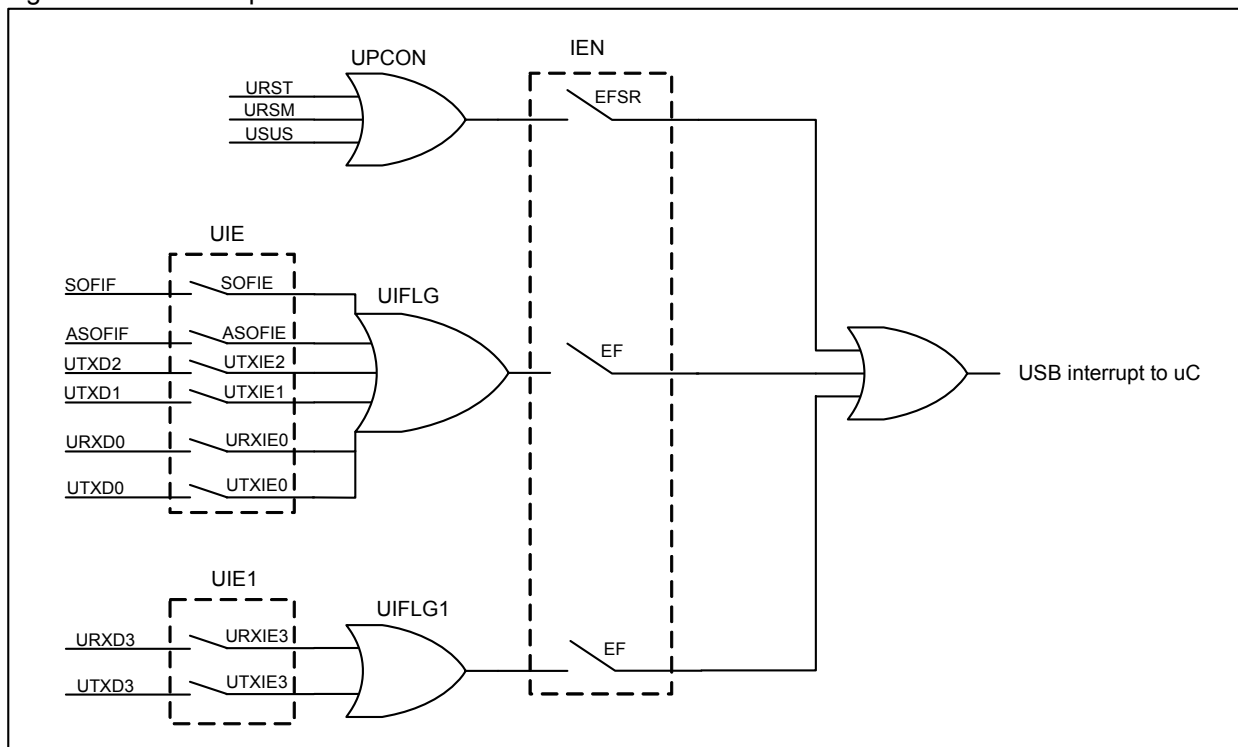 UPCON
IEN
URST
EFSR
URSM
USUS
UIE
SOFIF
SOFIE
UIFLG
ASOFIF
ASOFIE
EF
UTXD2
UTXIE2
USB interrupt to uC
UTXD1
UTXIE1
URXD0
URXIE0
UTXD0
UTXIE0
UIE1
UIFLG1
URXD3
URXIE3
EF
UTXD3
UTXIE3